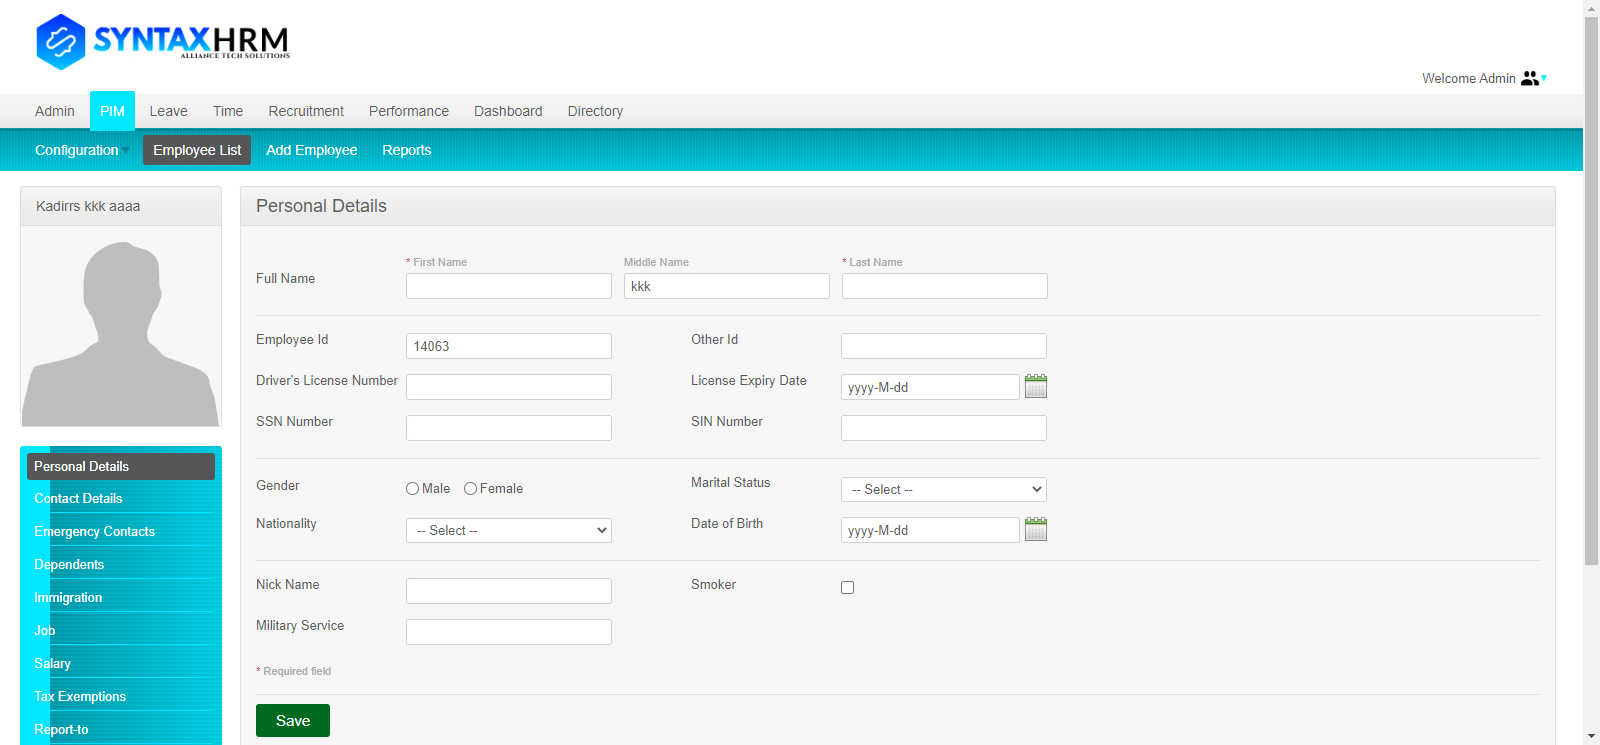 SYNTAXHRM
ALLIANCE TECH SOLUTIONS
Welcome Admin
Admin PIM Leave Time Recruitment Performance Dashboard Directory
Configuration Employee List Add Employee Reports
Kadirrs kkk aaaa
Personal Details
* First Name Middle Name * Last Name
Full Name kkk
Employee Id 14063 Other Id
Driver's License Number License Expiry Date yyyy-M-dd
SSN Number SIN Number
Gender Male Female Marital Status -- Select --
Nationality -- Select -- Date of Birth yyyy-M-dd
Nick Name Smoker
Military Service
* Required field
Save
Personal Details
Contact Details
Emergency Contacts
Dependents
Immigration
Job
Salary
Tax Exemptions
Report-to